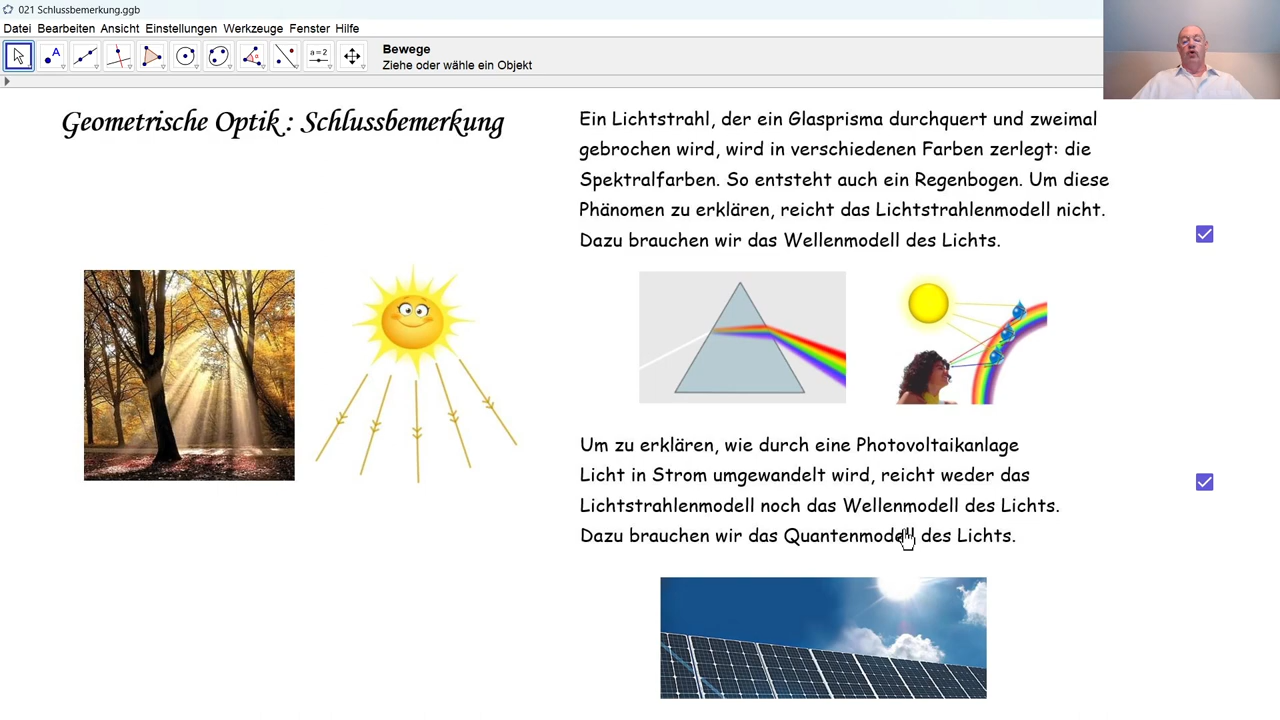 021 Schlussbemerkung.ggb
Datei Bearbeiten Ansicht Einstellungen Werkzeuge Fenster Hilfe
A
a=2
Bewege
Ziehe oder wähle ein Objekt
Geometrische Optik : Schlussbemerkung
Ein Lichtstrahl, der ein Glasprisma durchquert und zweimal
gebrochen wird, wird in verschiedenen Farben zerlegt: die
Spektralfarben. So entsteht auch ein Regenbogen. Um diese
Phänomen zu erklären, reicht das Lichtstrahlenmodell nicht.
Dazu brauchen wir das Wellenmodell des Lichts.
Um zu erklären, wie durch eine Photovoltaikanlage
Licht in Strom umgewandelt wird, reicht weder das
Lichtstrahlenmodell noch das Wellenmodell des Lichts.
Dazu brauchen wir das Quantenmodell des Lichts.